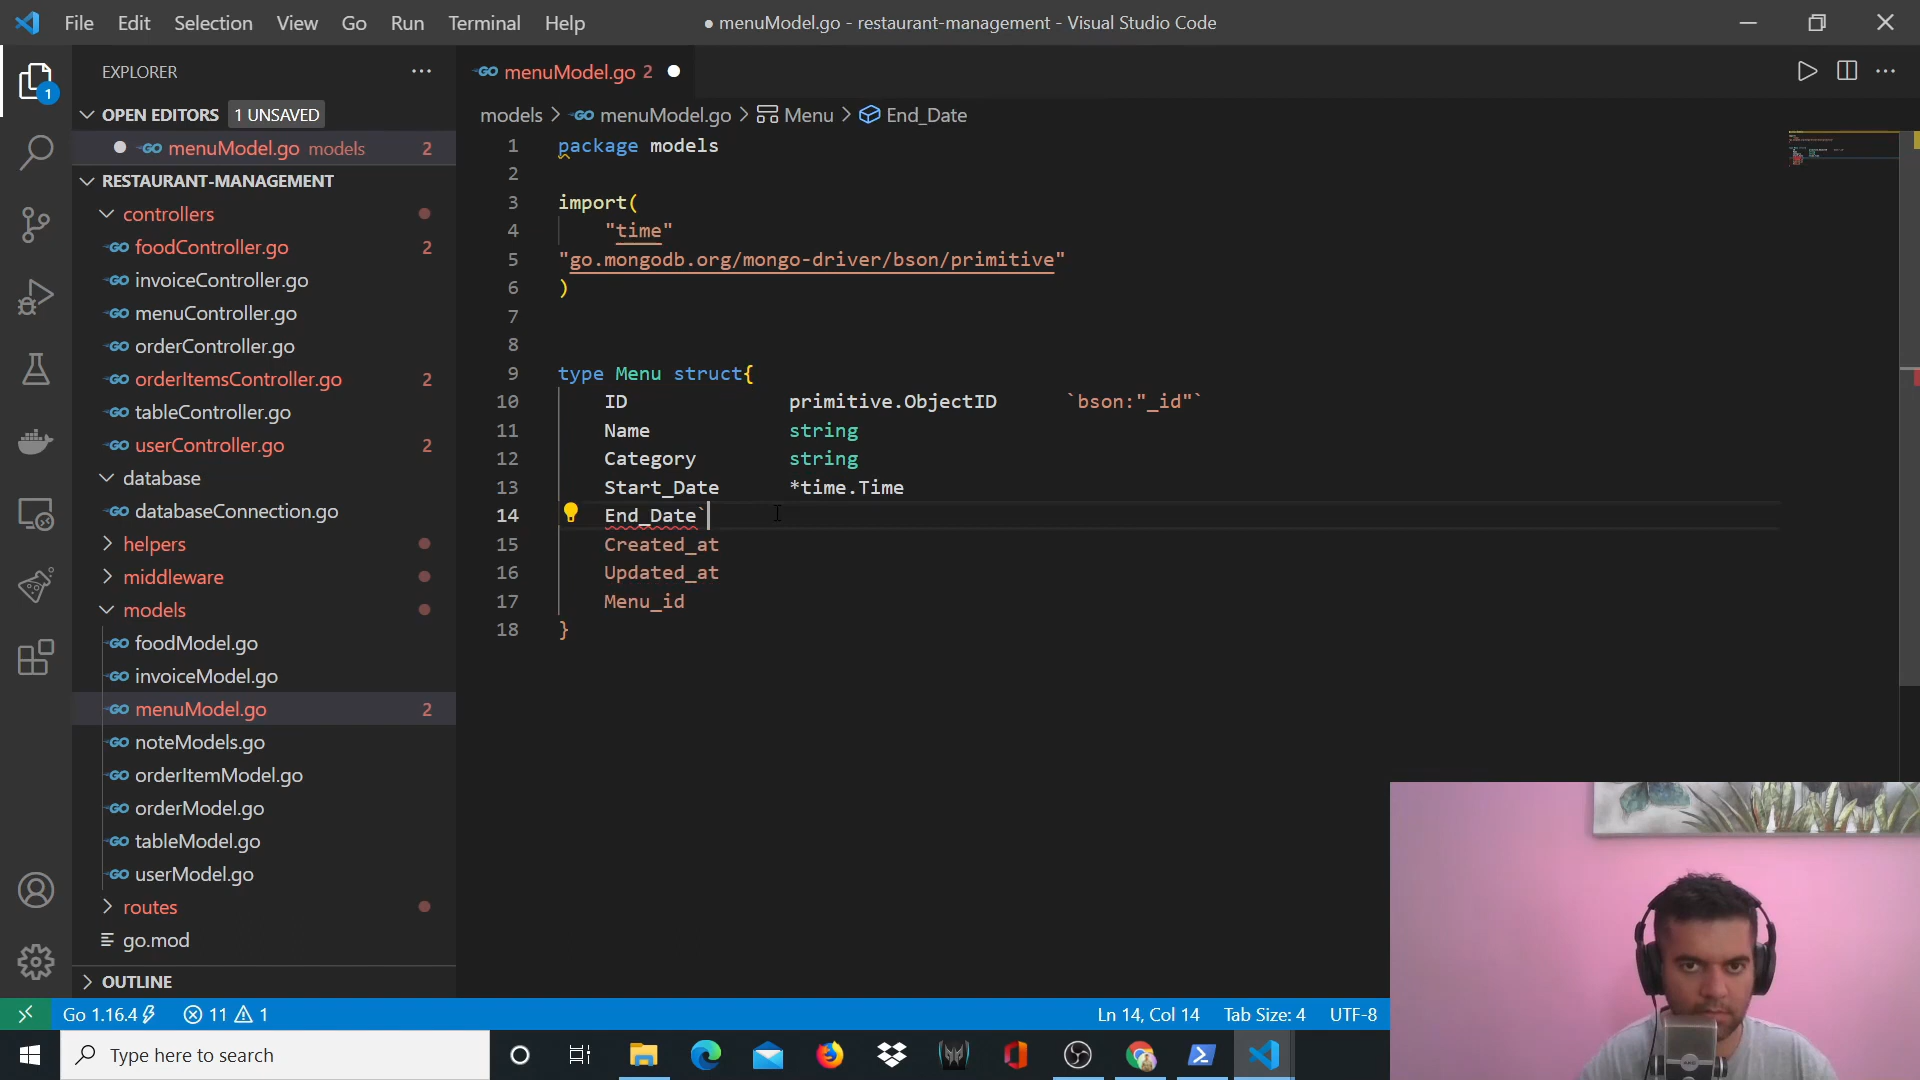 File Edit Selection View Go Run Terminal Help
● menuModel.go - restaurant-management - Visual Studio Code
EXPLORER
OPEN EDITORS 1 UNSAVED
menuModel.go models 2
RESTAURANT-MANAGEMENT
controllers
foodController.go 2
invoiceController.go
menuController.go
orderController.go
orderItemsController.go 2
tableController.go
userController.go 2
database
databaseConnection.go
helpers
middleware
models
foodModel.go
invoiceModel.go
menuModel.go 2
noteModels.go
orderItemModel.go
orderModel.go
tableModel.go
userModel.go
routes
go.mod
OUTLINE
menuModel.go 2
models > menuModel.go > Menu > End_Date
1 package models
2
3 import(
4 "time"
5 "go.mongodb.org/mongo-driver/bson/primitive"
6 )
7
8
9 type Menu struct{
10 ID primitive.ObjectID `bson:"_id"`
11 Name string
12 Category string
13 Start_Date *time.Time
14 End_Date`
15 Created_at
16 Updated_at
17 Menu_id
18 }
Go 1.16.4 11 1 Ln 14, Col 14 Tab Size: 4 UTF-8
Type here to search